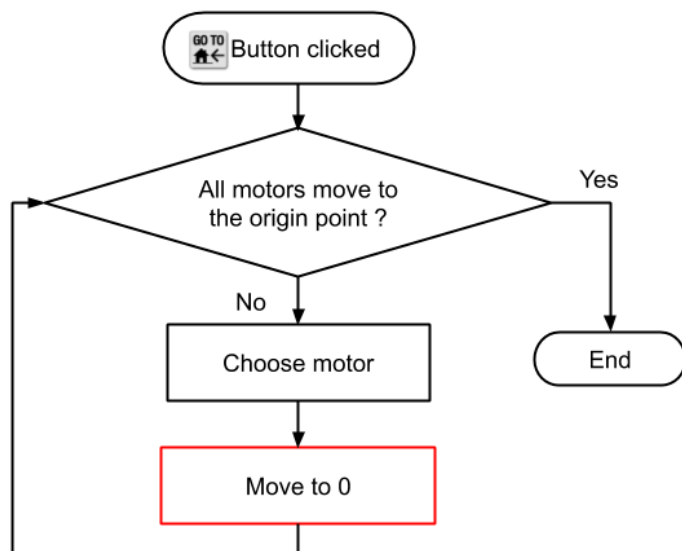 GO TO
Button clicked
All motors move to
the origin point ?
Yes
No
Choose motor
End
Move to 0